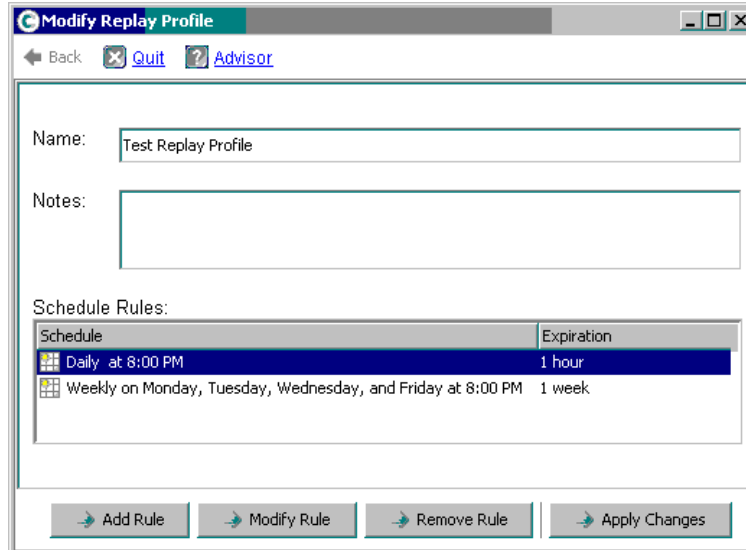 Modify Replay Profile
Back Quit ? Advisor
Name: Test Replay Profile
Notes:
Schedule Rules:
Schedule Expiration
Daily at 8:00 PM 1 hour
Weekly on Monday, Tuesday, Wednesday, and Friday at 8:00 PM 1 week
Add Rule Modify Rule Remove Rule Apply Changes